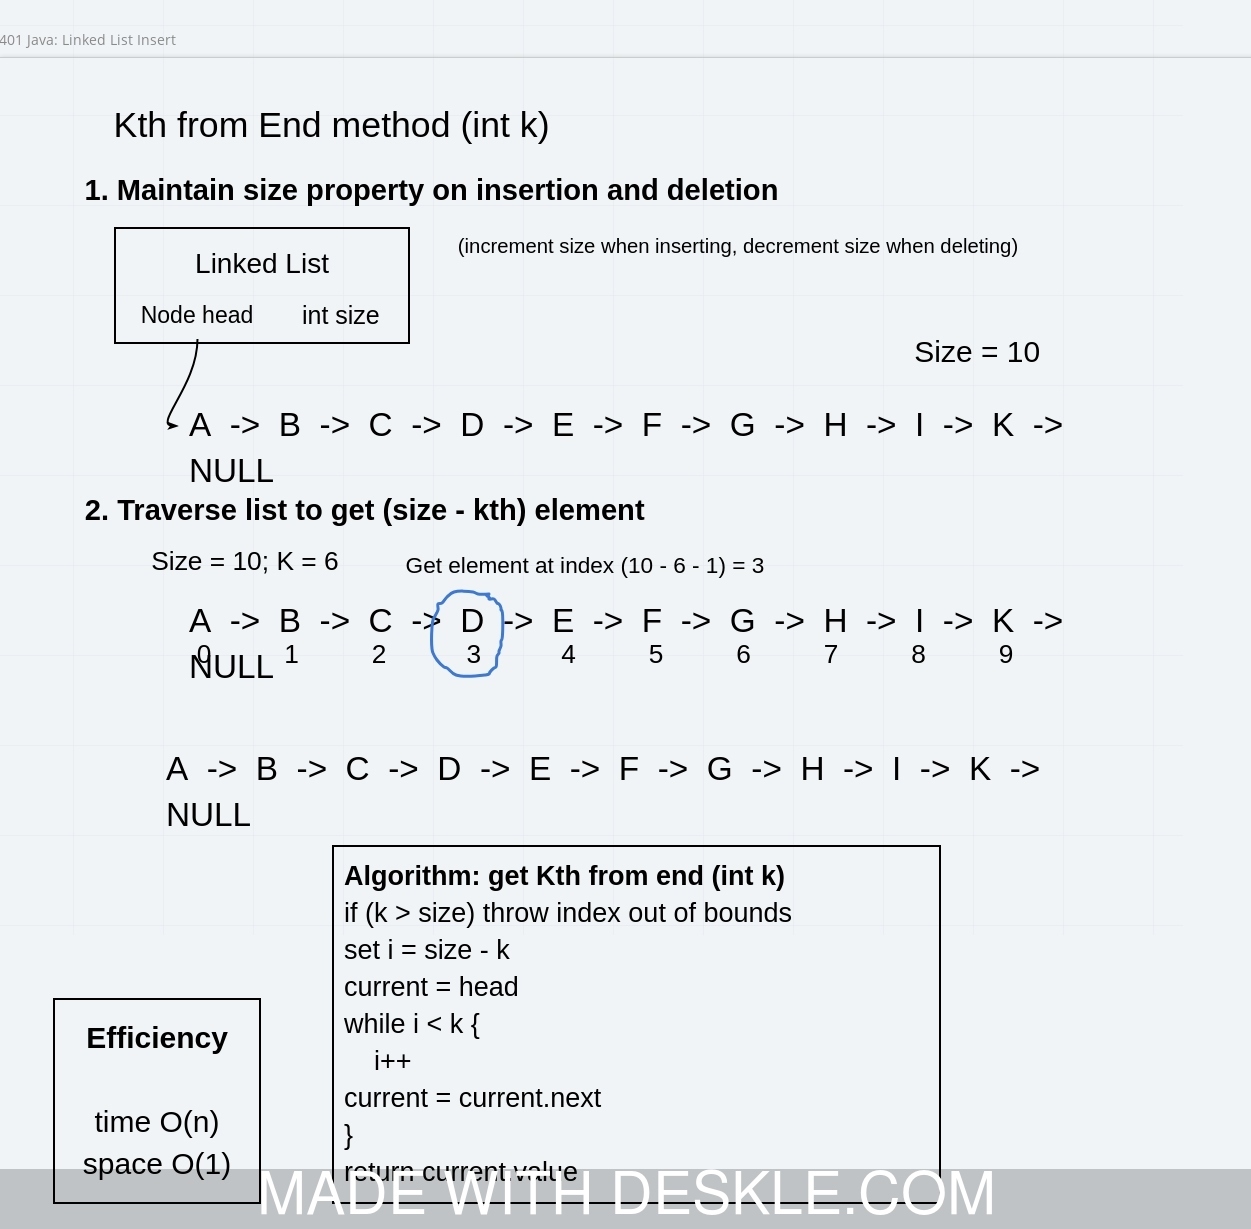 401 Java: Linked List Insert
Kth from End method (int k)
1. Maintain size property on insertion and deletion
(increment size when inserting, decrement size when deleting)
Linked List
Node head int size
Size = 10
A -> B -> C -> D -> E -> F -> G -> H -> I -> K ->
NULL
2. Traverse list to get (size - kth) element
Size = 10; K = 6 Get element at index (10 - 6 - 1) = 3
A -> B -> C -> D -> E -> F -> G -> H -> I -> K ->
0 1 2 3 4 5 6 7 8 9
NULL
A -> B -> C -> D -> E -> F -> G -> H -> I -> K ->
NULL
Algorithm: get Kth from end (int k)
if (k > size) throw index out of bounds
set i = size - k
current = head
while i < k {
i++
current = current.next
}
return current.value
Efficiency
time O(n)
space O(1)
MADE WITH DESKLE.COM